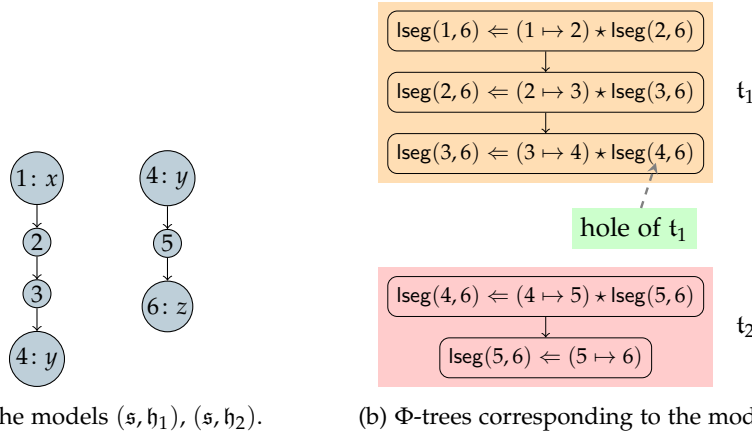 1: x
2
3
4: y
4: y
5
6: z
he models (𝔰, 𝔥₁), (𝔰, 𝔥₂).
lseg(1, 6) ⇐ (1 ↦ 2) ⋆ lseg(2, 6)
lseg(2, 6) ⇐ (2 ↦ 3) ⋆ lseg(3, 6)
lseg(3, 6) ⇐ (3 ↦ 4) ⋆ lseg(4, 6)
𝔱₁
hole of 𝔱₁
lseg(4, 6) ⇐ (4 ↦ 5) ⋆ lseg(5, 6)
lseg(5, 6) ⇐ (5 ↦ 6)
𝔱₂
(b) Φ-trees corresponding to the mod